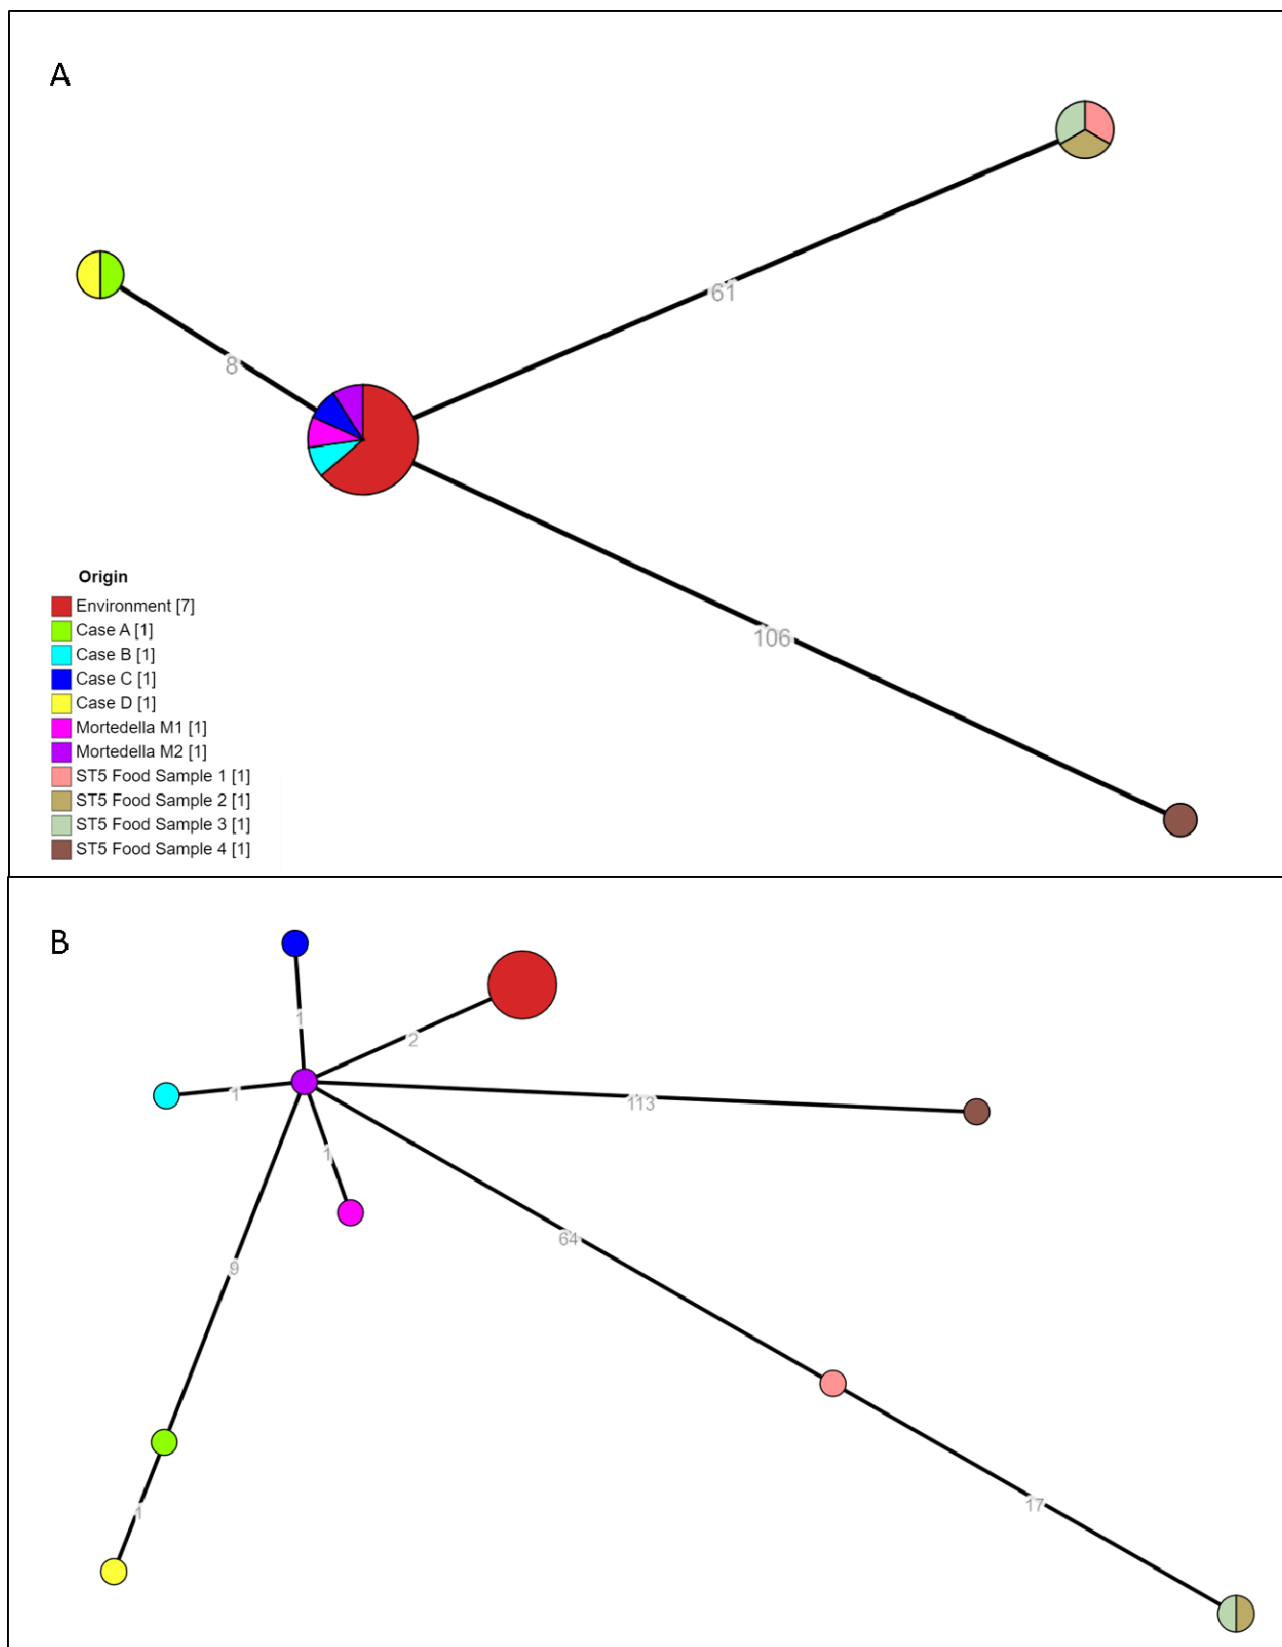 A
61
8
106
Origin
Environment [7]
Case A [1]
Case B [1]
Case C [1]
Case D [1]
Mortedella M1 [1]
Mortedella M2 [1]
ST5 Food Sample 1 [1]
ST5 Food Sample 2 [1]
ST5 Food Sample 3 [1]
ST5 Food Sample 4 [1]
B
1
2
1
113
1
64
9
17
1